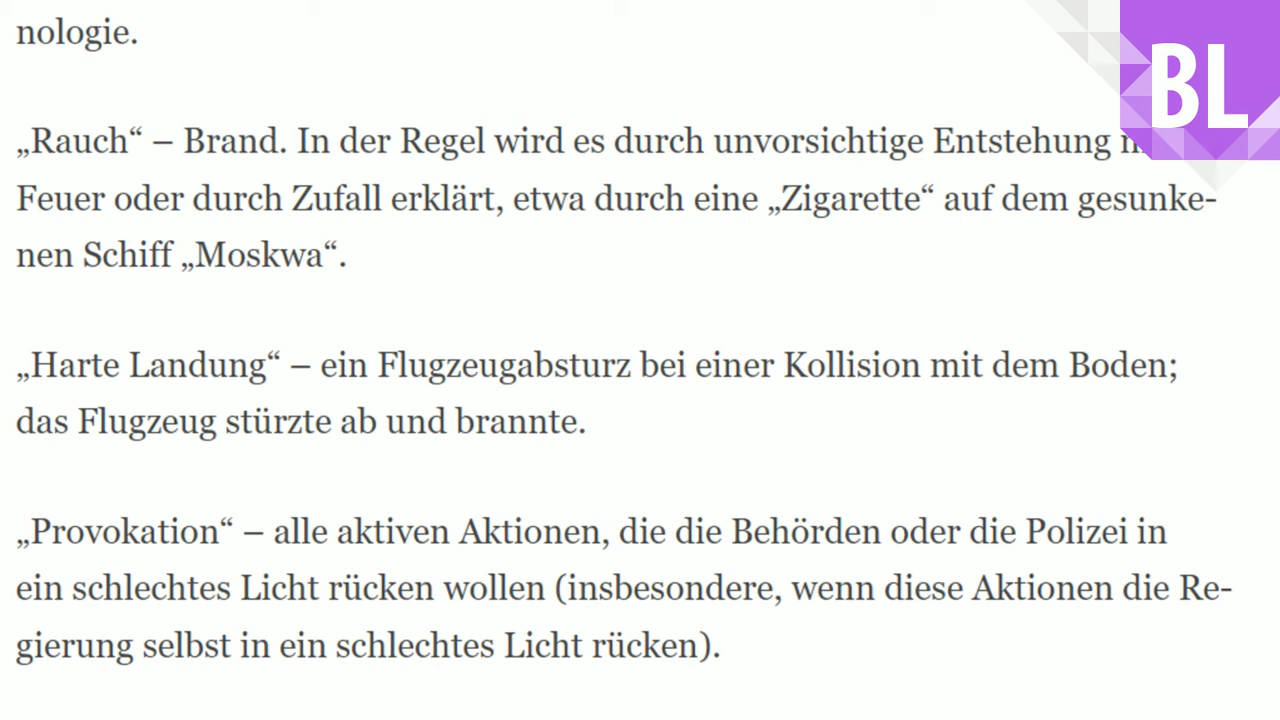 nologie.
„Rauch“ – Brand. In der Regel wird es durch unvorsichtige Entstehung
Feuer oder durch Zufall erklärt, etwa durch eine „Zigarette“ auf dem gesunke-
nen Schiff „Moskwa“.
„Harte Landung“ – ein Flugzeugabsturz bei einer Kollision mit dem Boden;
das Flugzeug stürzte ab und brannte.
„Provokation“ – alle aktiven Aktionen, die die Behörden oder die Polizei in
ein schlechtes Licht rücken wollen (insbesondere, wenn diese Aktionen die Re-
gierung selbst in ein schlechtes Licht rücken).
BL